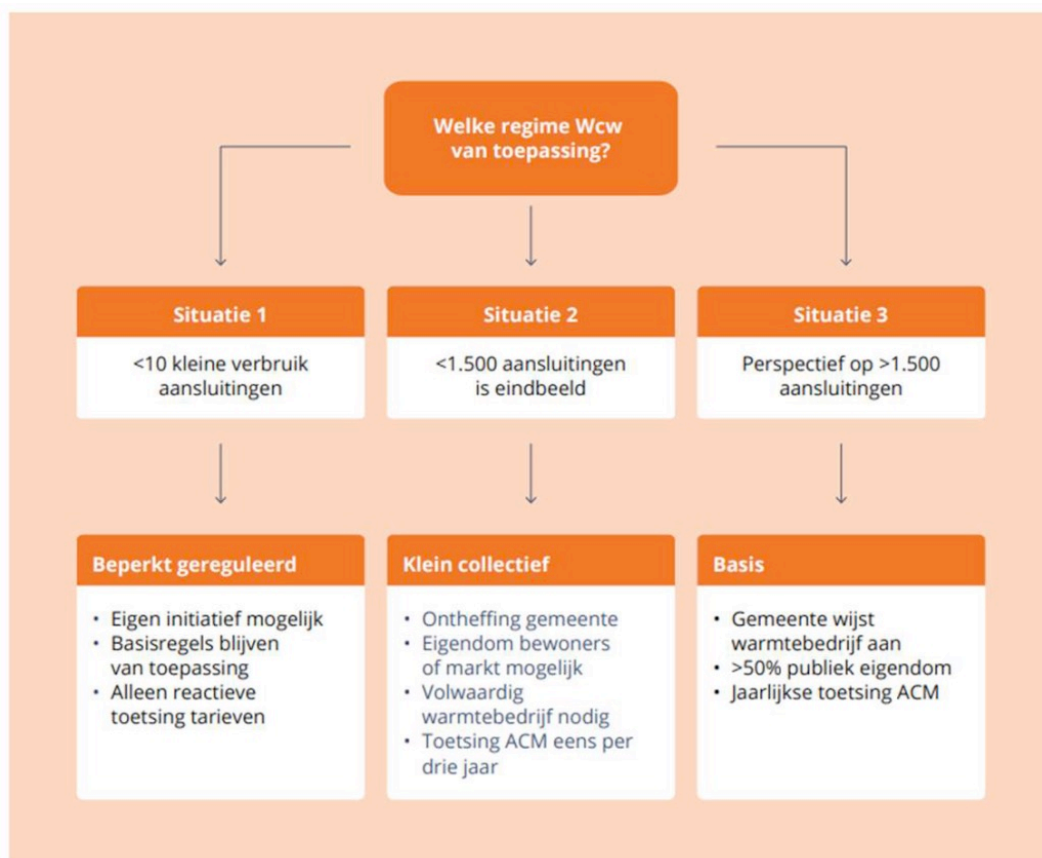 Welke regime Wcw
van toepassing?
Situatie 1
<10 kleine verbruik
aansluitingen
Situatie 2
<1.500 aansluitingen
is eindbeeld
Situatie 3
Perspectief op >1.500
aansluitingen
Beperkt gereguleerd
• Eigen initiatief mogelijk
• Basisregels blijven
van toepassing
• Alleen reactieve
toetsing tarieven
Klein collectief
• Ontheffing gemeente
• Eigendom bewoners
of markt mogelijk
• Volwaardig
warmtebedrijf nodig
• Toetsing ACM eens per
drie jaar
Basis
• Gemeente wijst
warmtebedrijf aan
• >50% publiek eigendom
• Jaarlijkse toetsing ACM